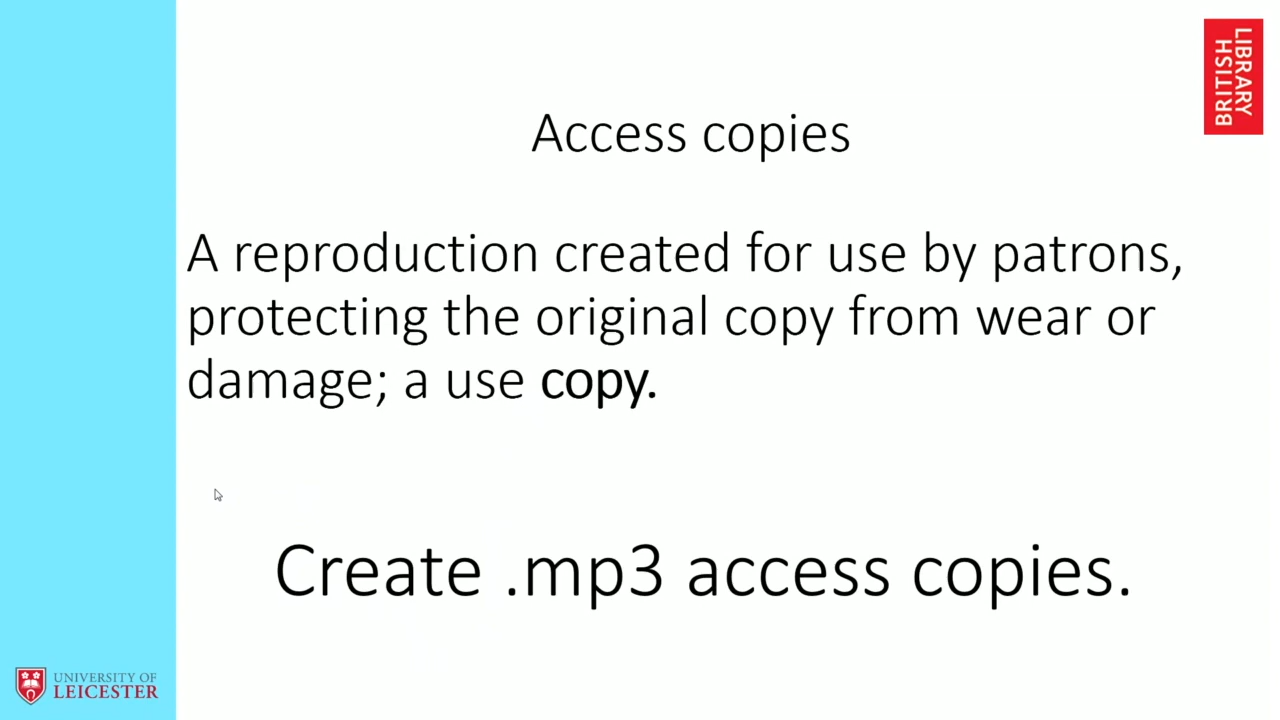 LIBRARY
BRITISH
Access copies
A reproduction created for use by patrons,
protecting the original copy from wear or
damage; a use copy.
Create .mp3 access copies.
UNIVERSITY OF
LEICESTER